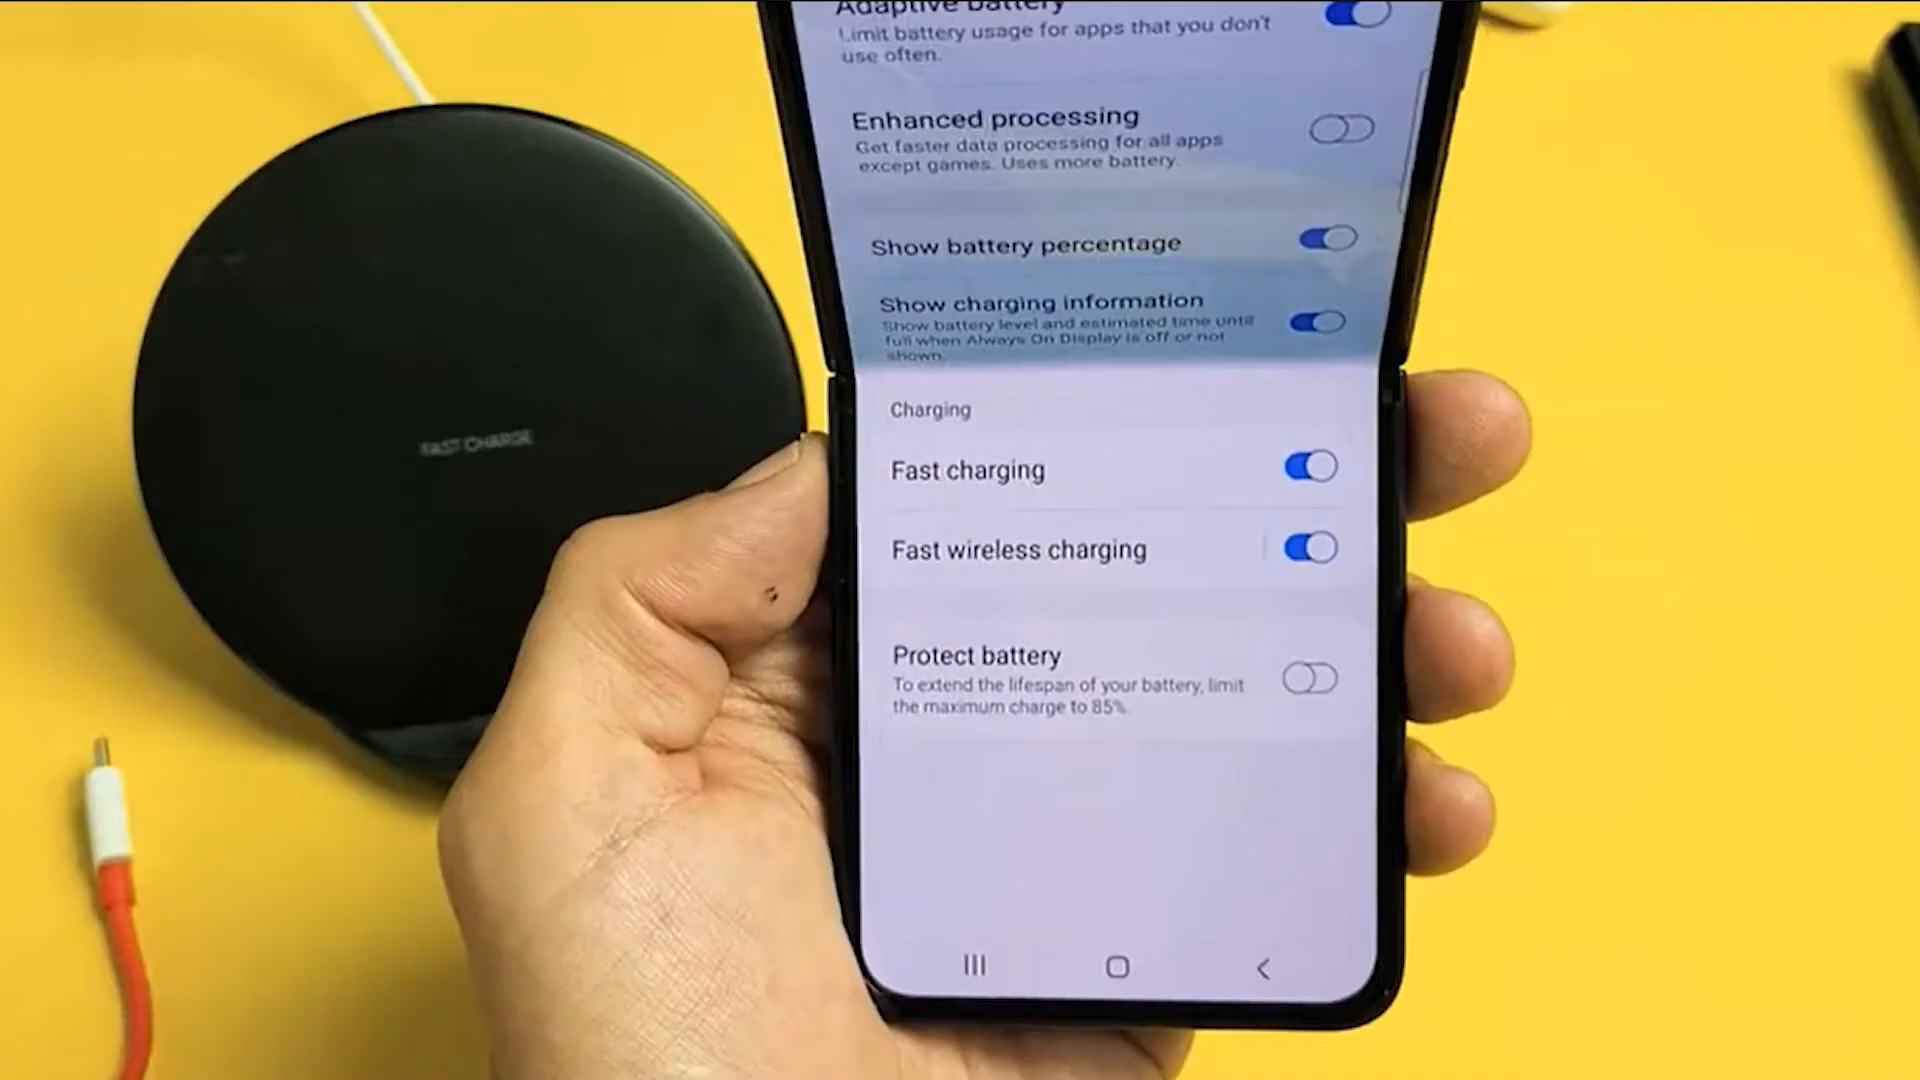 Adaptive battery
Limit battery usage for apps that you don't
use often.
Enhanced processing
Get faster data processing for all apps
except games. Uses more battery.
Show battery percentage
Show charging information
Show battery level and estimated time until
full when Always On Display is off or not
shown.
Charging
FAST CHARGE
Fast charging
Fast wireless charging
Protect battery
To extend the lifespan of your battery, limit
the maximum charge to 85%.